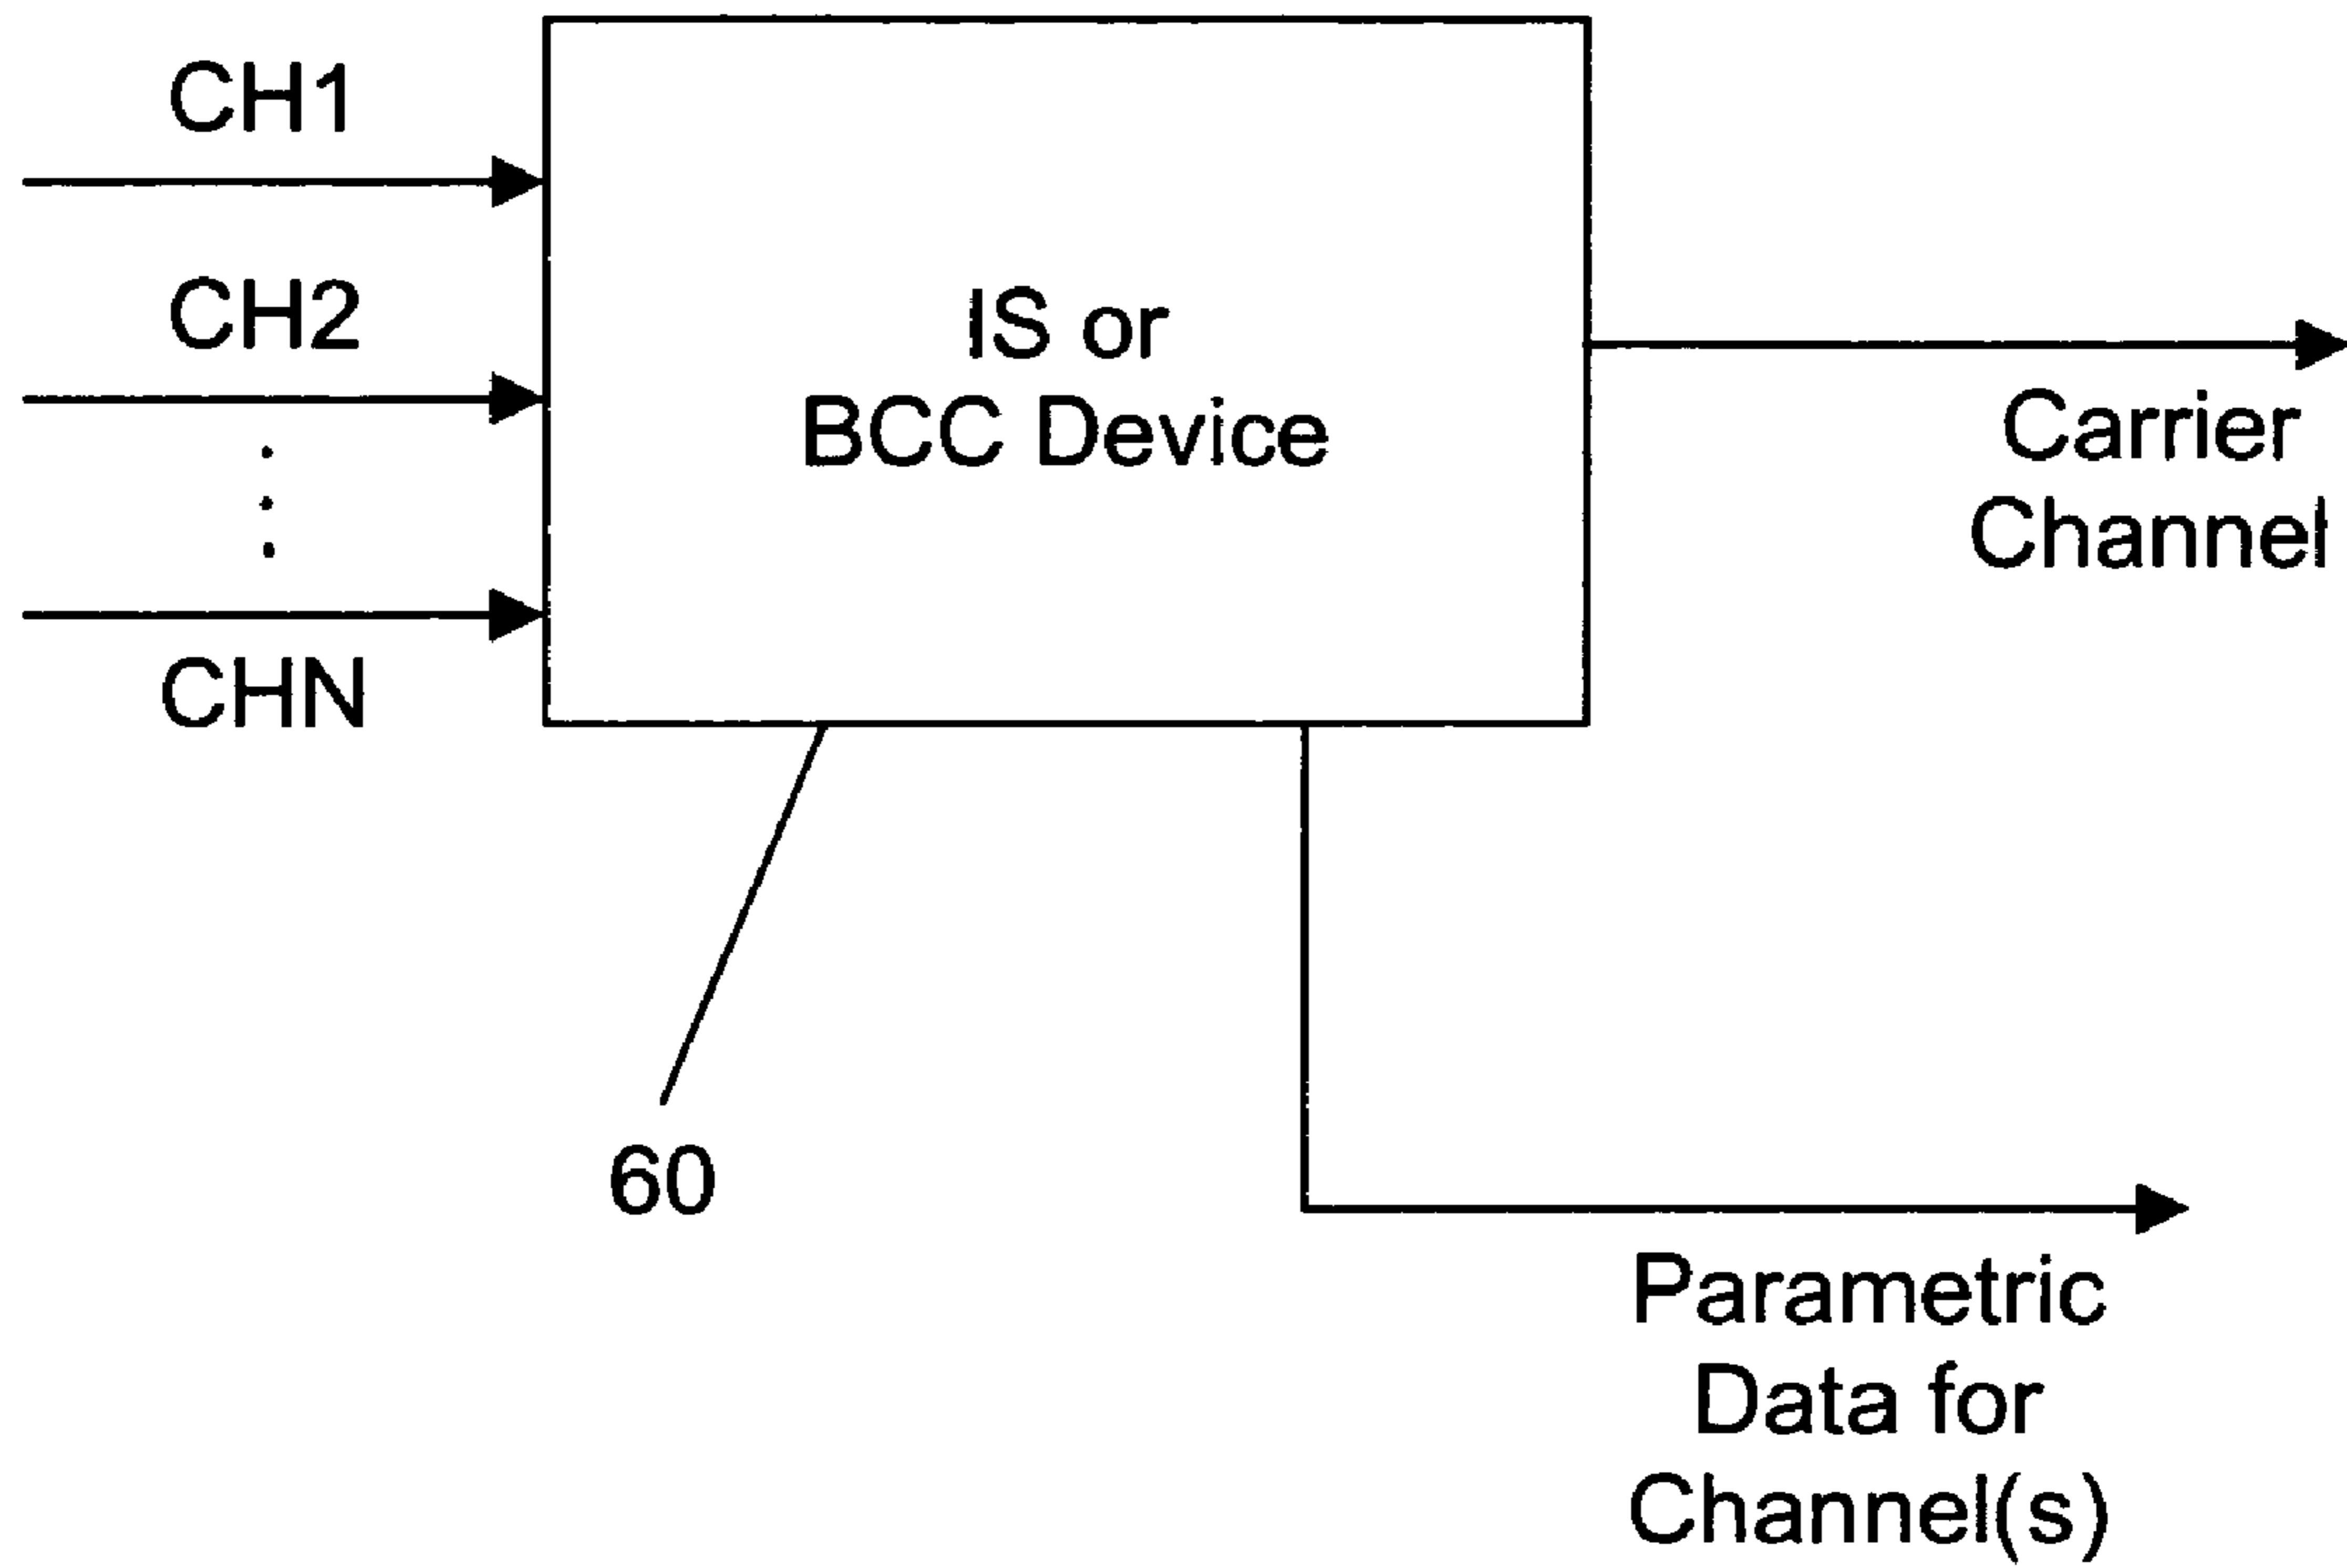 CH1
CH2
CHN
IS or
BCC Device
Carrier
Channel
60
Parametric
Data for
Channel(s)